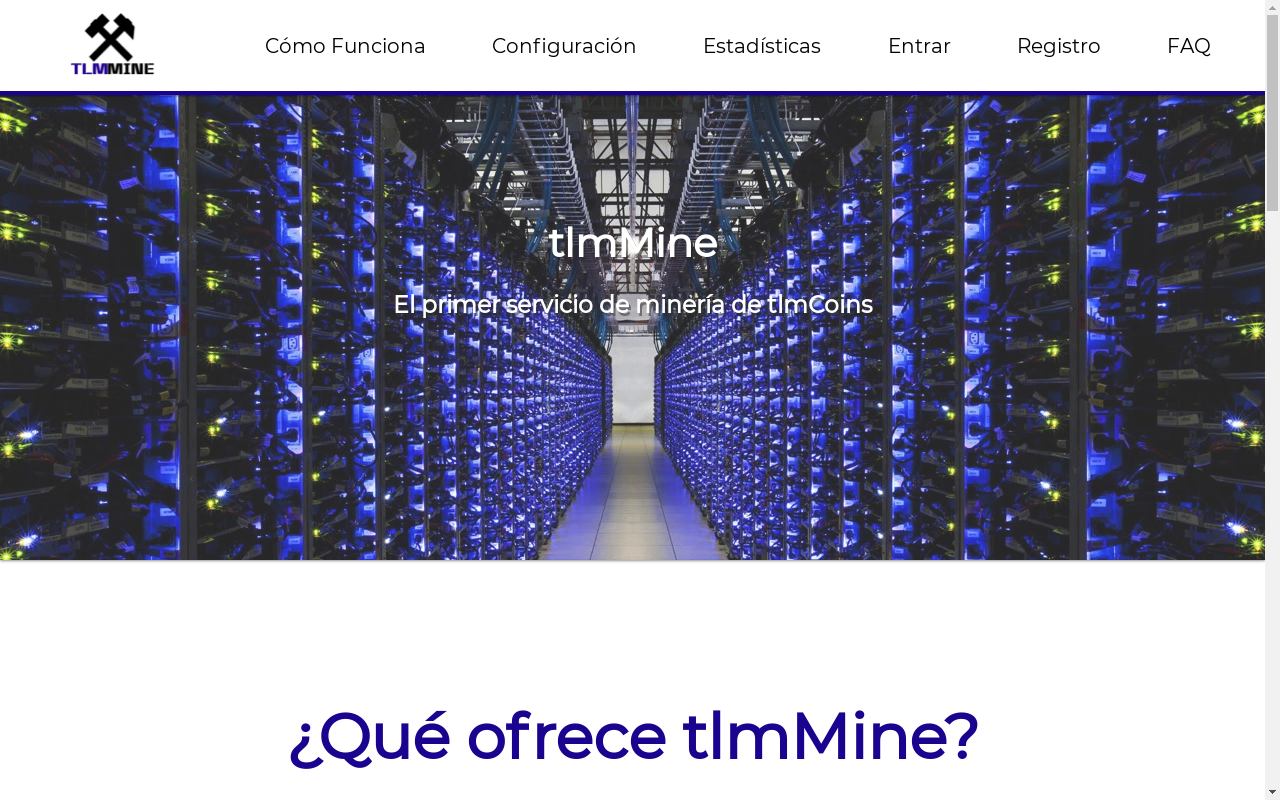 TLMMINE
Cómo Funciona
Configuración
Estadísticas
Entrar
Registro
FAQ
tlmMine
El primer servicio de minería de tlmCoins
¿Qué ofrece tlmMine?